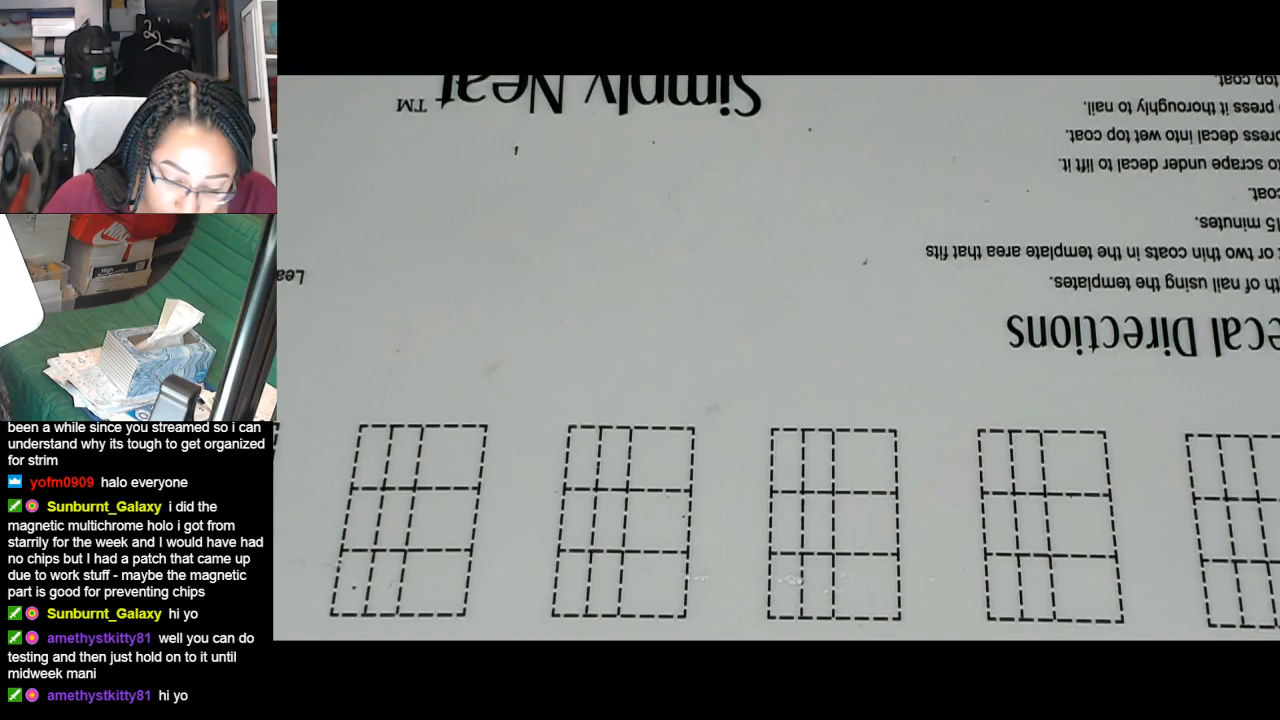 Simply Neat™
top coat.
press it thoroughly to nail.
press decal into wet top coat.
to scrape under decal to lift it.
coat.
15 minutes.
or two thin coats in the template area that fits
th of nail using the templates.
Lea
ecal Directions
been a while since you streamed so i can
understand why its tough to get organized
for strim
yofm0909 halo everyone
Sunburnt_Galaxy i did the
magnetic multichrome holo i got from
starrily for the week and I would have had
no chips but I had a patch that came up
due to work stuff - maybe the magnetic
part is good for preventing chips
Sunburnt_Galaxy hi yo
amethystkitty81 well you can do
testing and then just hold on to it until
midweek mani
amethystkitty81 hi yo